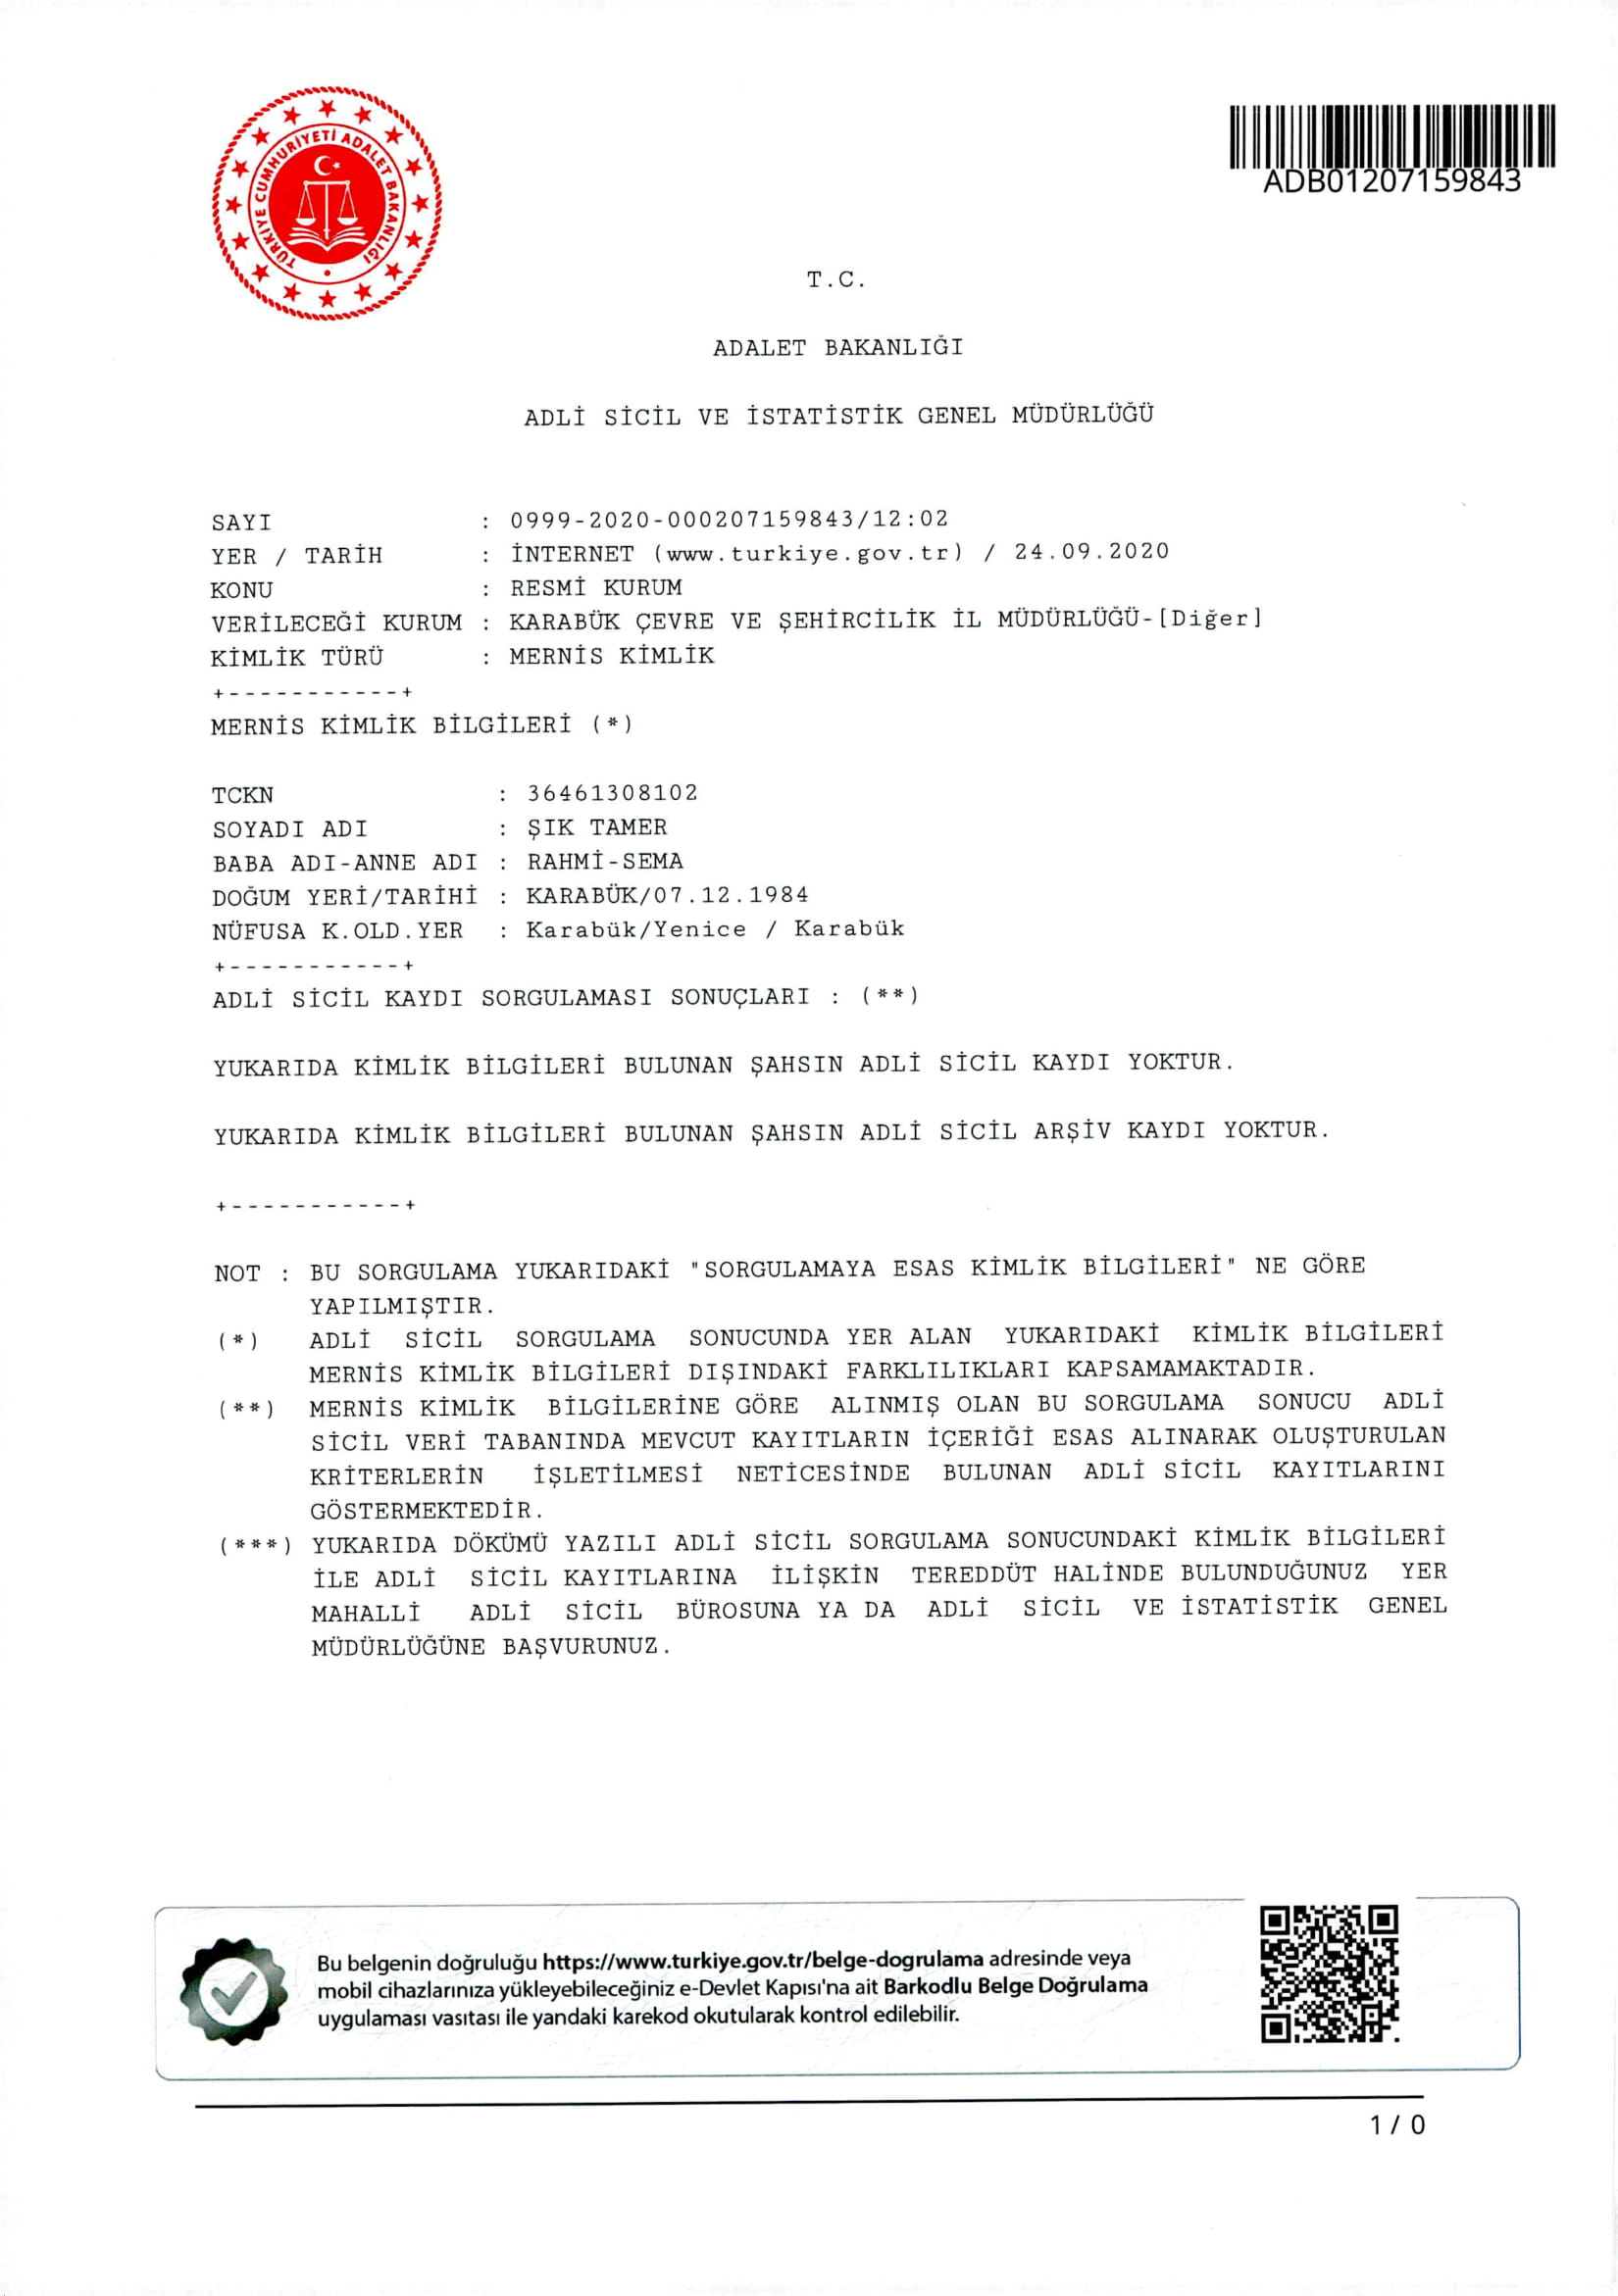 TÜRKİYE CUMHURİYETİ ADALET BAKANLIĞI
ADB01207159843
T.C.
ADALET BAKANLIĞI
ADLİ SİCİL VE İSTATİSTİK GENEL MÜDÜRLÜĞÜ
SAYI : 0999-2020-000207159843/12:02
YER / TARİH : İNTERNET (www.turkiye.gov.tr) / 24.09.2020
KONU : RESMİ KURUM
VERİLECEĞİ KURUM : KARABÜK ÇEVRE VE ŞEHİRCİLİK İL MÜDÜRLÜĞÜ-[Diğer]
KİMLİK TÜRÜ : MERNİS KİMLİK
+-----------+
MERNİS KİMLİK BİLGİLERİ (*)
TCKN : 36461308102
SOYADI ADI : ŞIK TAMER
BABA ADI-ANNE ADI : RAHMİ-SEMA
DOĞUM YERİ/TARİHİ : KARABÜK/07.12.1984
NÜFUSA K.OLD.YER : Karabük/Yenice / Karabük
+-----------+
ADLİ SİCİL KAYDI SORGULAMASI SONUÇLARI : (**)
YUKARIDA KİMLİK BİLGİLERİ BULUNAN ŞAHSIN ADLİ SİCİL KAYDI YOKTUR.
YUKARIDA KİMLİK BİLGİLERİ BULUNAN ŞAHSIN ADLİ SİCİL ARŞİV KAYDI YOKTUR.
+-----------+
NOT : BU SORGULAMA YUKARIDAKİ "SORGULAMAYA ESAS KİMLİK BİLGİLERİ" NE GÖRE
YAPILMIŞTIR.
(*) ADLİ SİCİL SORGULAMA SONUCUNDA YER ALAN YUKARIDAKİ KİMLİK BİLGİLERİ
MERNİS KİMLİK BİLGİLERİ DIŞINDAKİ FARKLILIKLARI KAPSAMAMAKTADIR.
(**) MERNİS KİMLİK BİLGİLERİNE GÖRE ALINMIŞ OLAN BU SORGULAMA SONUCU ADLİ
SİCİL VERİ TABANINDA MEVCUT KAYITLARIN İÇERİĞİ ESAS ALINARAK OLUŞTURULAN
KRİTERLERİN İŞLETİLMESİ NETİCESİNDE BULUNAN ADLİ SİCİL KAYITLARINI
GÖSTERMEKTEDİR.
(***) YUKARIDA DÖKÜMÜ YAZILI ADLİ SİCİL SORGULAMA SONUCUNDAKİ KİMLİK BİLGİLERİ
İLE ADLİ SİCİL KAYITLARINA İLİŞKİN TEREDDÜT HALİNDE BULUNDUĞUNUZ YER
MAHALLİ ADLİ SİCİL BÜROSUNA YA DA ADLİ SİCİL VE İSTATİSTİK GENEL
MÜDÜRLÜĞÜNE BAŞVURUNUZ.
Bu belgenin doğruluğu https://www.turkiye.gov.tr/belge-dogrulama adresinde veya
mobil cihazlarınıza yükleyebileceğiniz e-Devlet Kapısı'na ait Barkodlu Belge Doğrulama
uygulaması vasıtası ile yandaki karekod okutularak kontrol edilebilir.
1 / 0